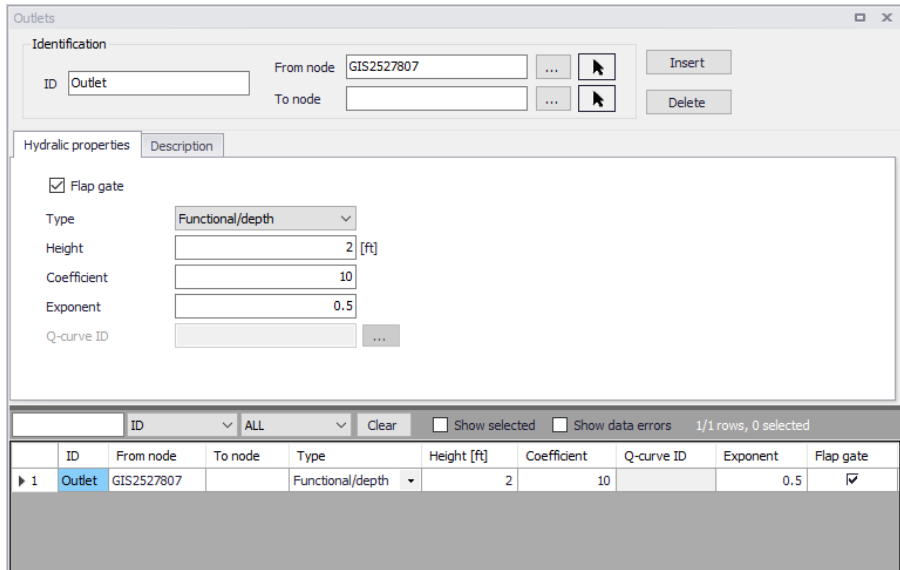 Outlets
Identification
ID Outlet
From node GIS2527807 ...
To node ...
Insert
Delete
Hydralic properties Description
Flap gate
Type Functional/depth
Height 2 [ft]
Coefficient 10
Exponent 0.5
Q-curve ID ...
ID ALL Clear Show selected Show data errors 1/1 rows, 0 selected
ID From node To node Type Height [ft] Coefficient Q-curve ID Exponent Flap gate
1 Outlet GIS2527807 Functional/depth 2 10 0.5